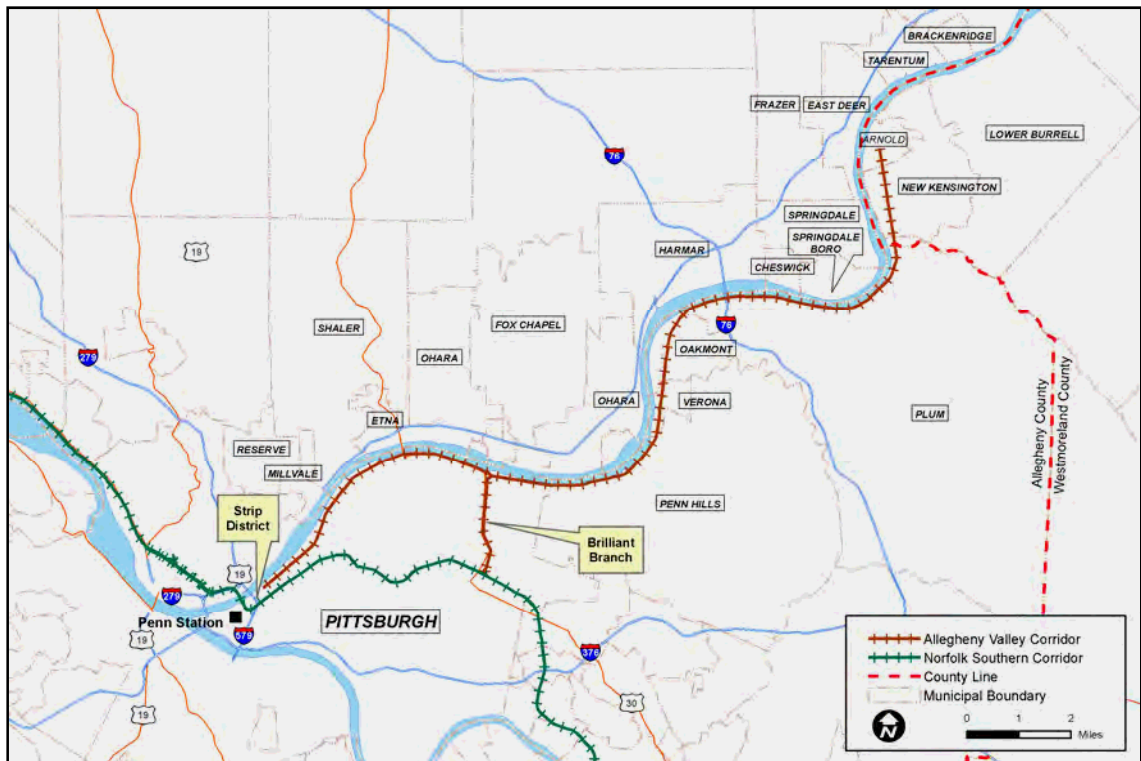 BRACKENRIDGE
TARENTUM
FRAZER
EAST DEER
ARNOLD
LOWER BURRELL
76
NEW KENSINGTON
SPRINGDALE
19
HARMAR
SPRINGDALE
BORO
CHESWICK
SHALER
FOX CHAPEL
76
279
OHARA
OAKMONT
OHARA
VERONA
PLUM
ETNA
Allegheny County
Westmoreland County
RESERVE
MILLVALE
Strip
District
PENN HILLS
Brilliant
Branch
19
279
Penn Station
PITTSBURGH
579
19
376
30
19
Allegheny Valley Corridor
Norfolk Southern Corridor
County Line
Municipal Boundary
N
0 1 2
Miles